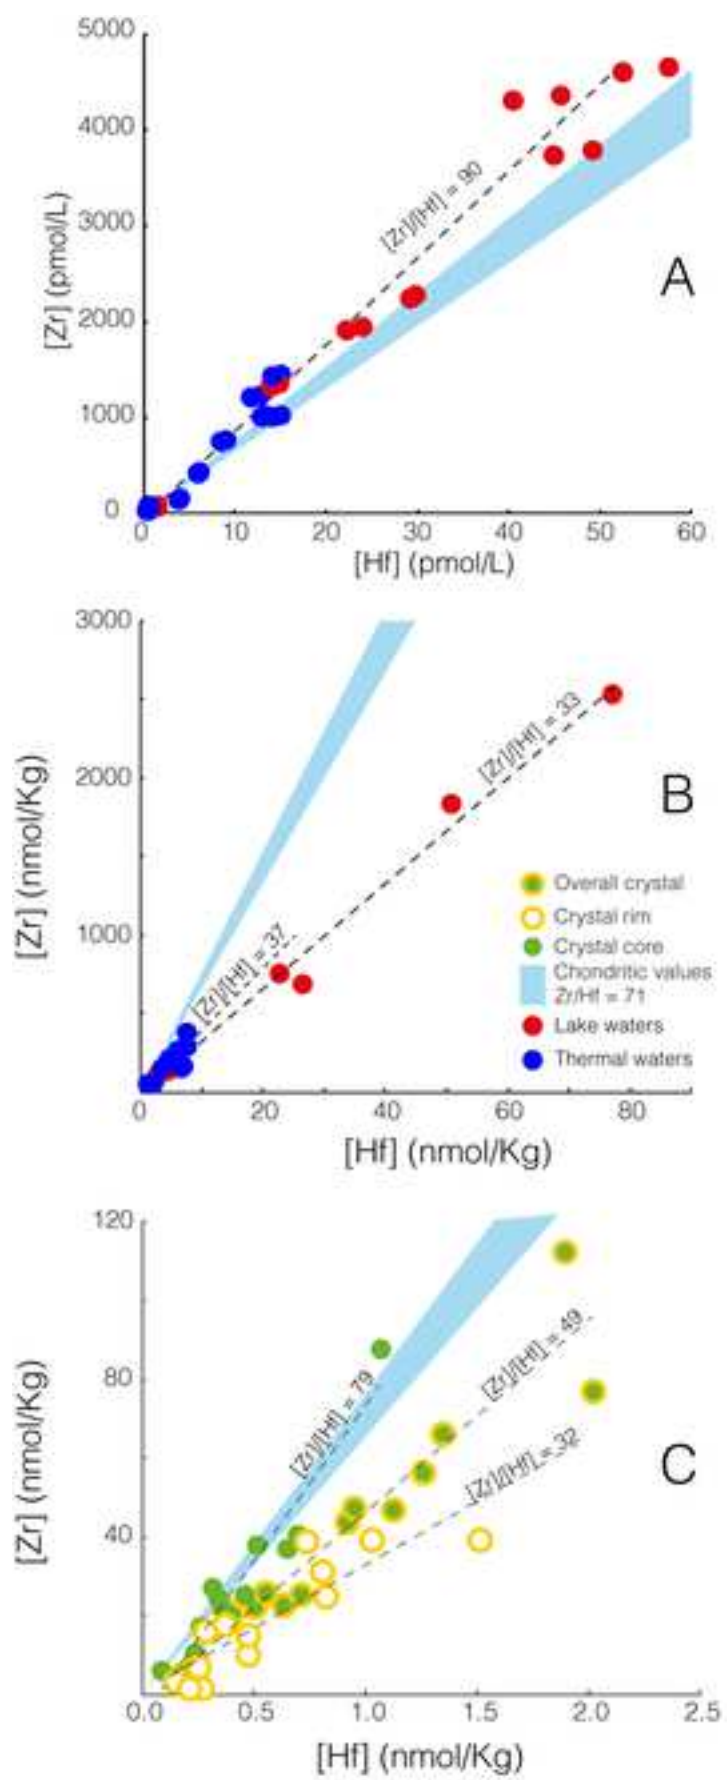 5000
4000
3000
2000
1000
0
[Zr] (pmol/L)
[Zr]/[Hf] = 90
A
0 10 20 30 40 50 60
[Hf] (pmol/L)
3000
2000
1000
[Zr] (nmol/Kg)
[Zr]/[Hf] = 33
[Zr]/[Hf] = 37
B
Overall crystal
Crystal rim
Crystal core
Chondritic values
Zr/Hf = 71
Lake waters
Thermal waters
0 20 40 60 80
[Hf] (nmol/Kg)
120
80
40
[Zr] (nmol/Kg)
[Zr]/[Hf] = 79
[Zr]/[Hf] = 49
[Zr]/[Hf] = 32
C
0.0 0.5 1.0 1.5 2.0 2.5
[Hf] (nmol/Kg)